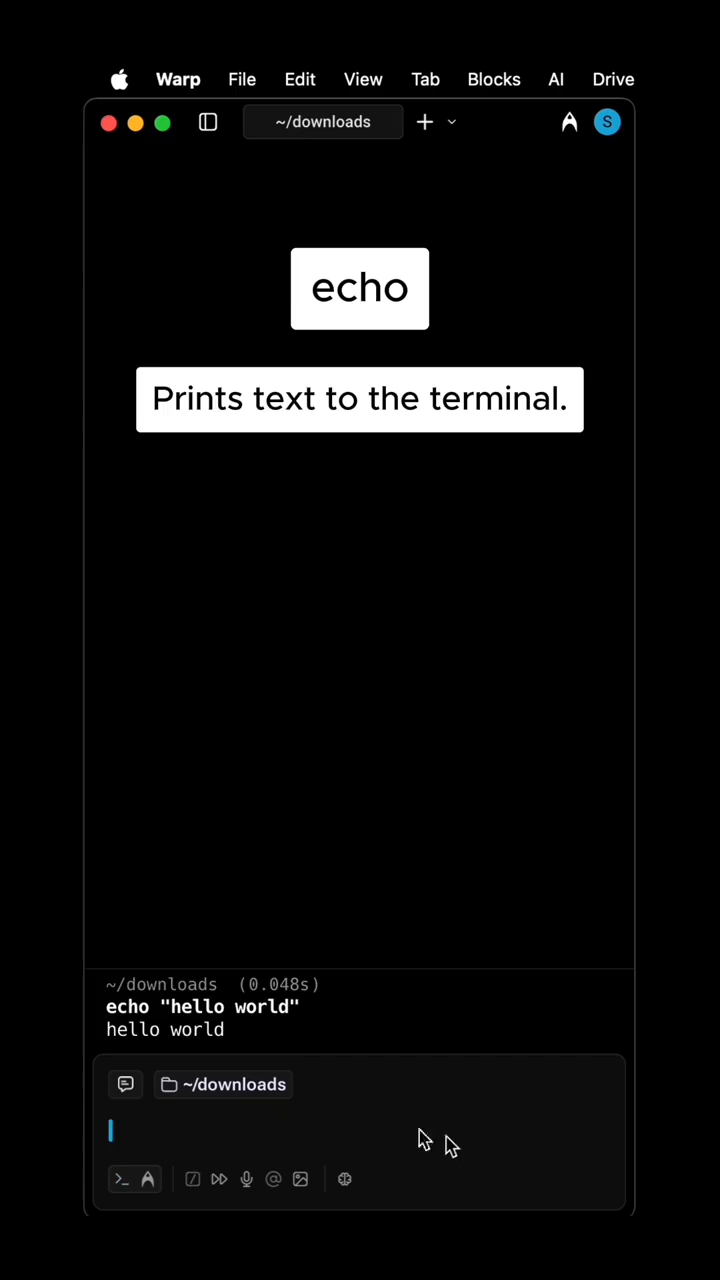 Warp File Edit View Tab Blocks AI Drive
~/downloads
S
echo
Prints text to the terminal.
~/downloads (0.048s)
echo "hello world"
hello world
~/downloads